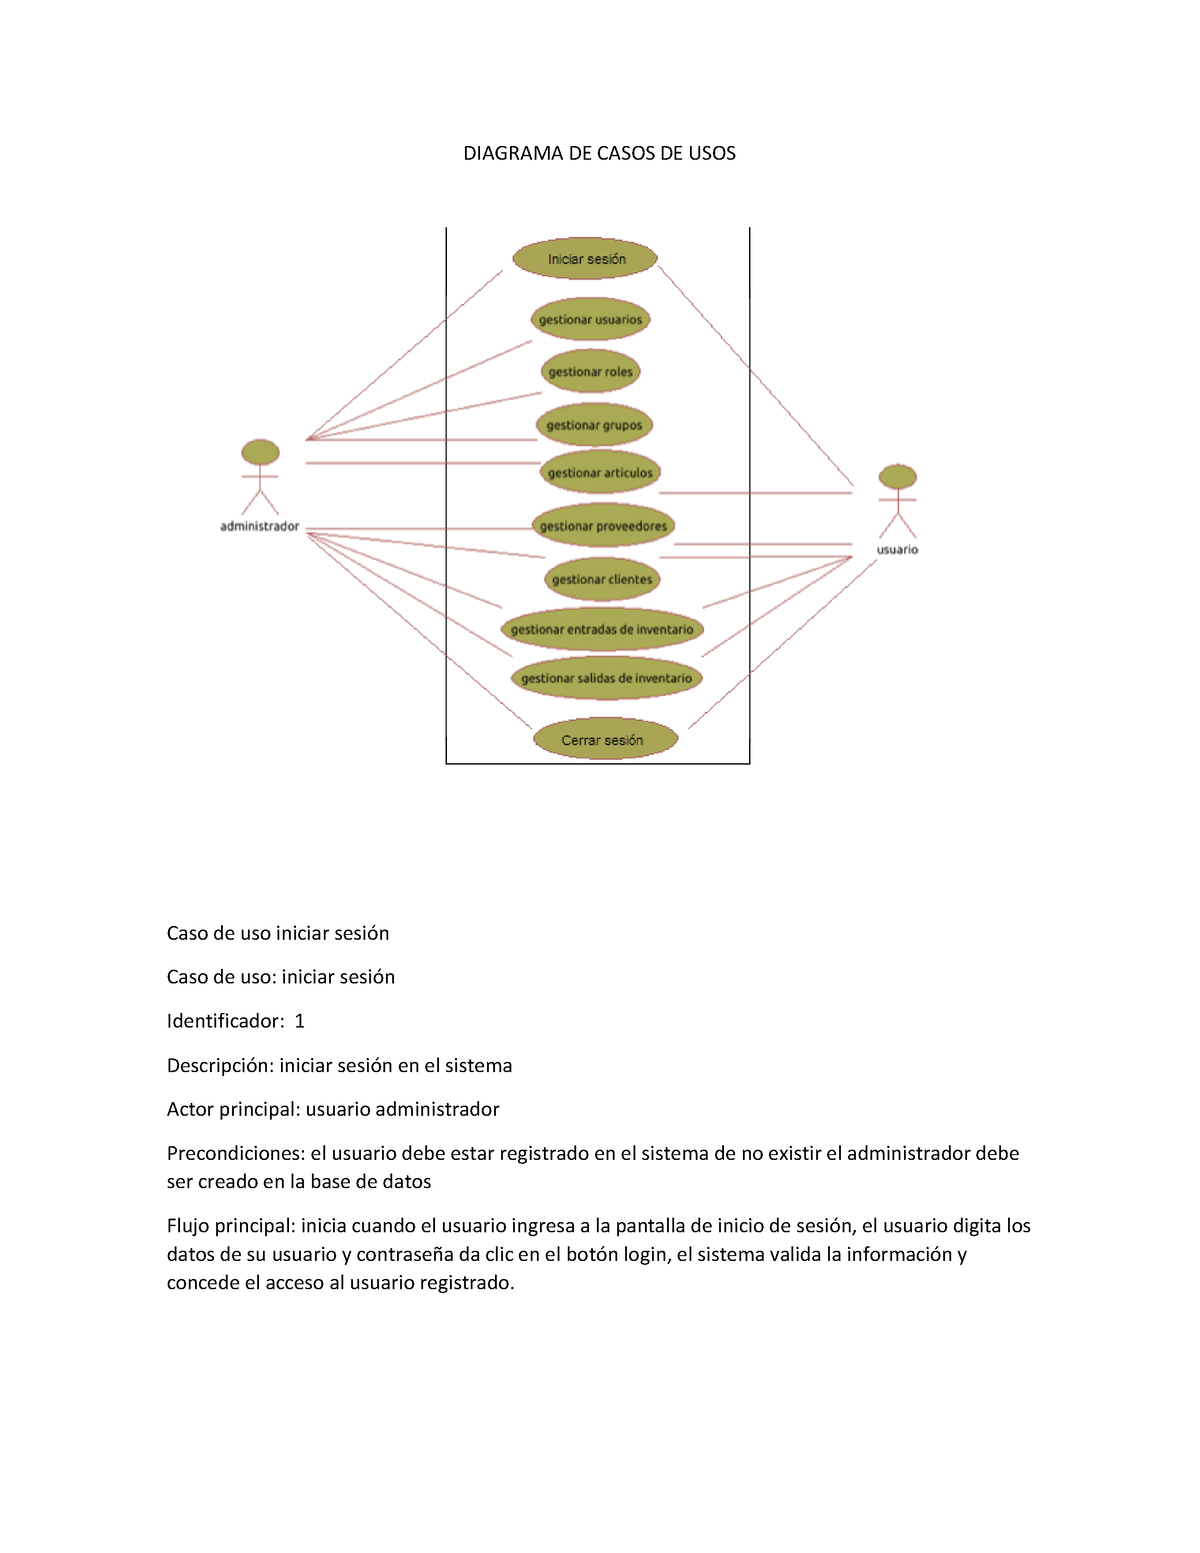 DIAGRAMA DE CASOS DE USOS
Iniciar sesión
gestionar usuarios
gestionar roles
gestionar grupos
gestionar articulos
gestionar proveedores
gestionar clientes
gestionar entradas de inventario
gestionar salidas de inventario
Cerrar sesión
administrador
usuario
Caso de uso iniciar sesión
Caso de uso: iniciar sesión
Identificador:  1
Descripción: iniciar sesión en el sistema
Actor principal: usuario administrador
Precondiciones: el usuario debe estar registrado en el sistema de no existir el administrador debe
ser creado en la base de datos
Flujo principal: inicia cuando el usuario ingresa a la pantalla de inicio de sesión, el usuario digita los
datos de su usuario y contraseña da clic en el botón login, el sistema valida la información y
concede el acceso al usuario registrado.